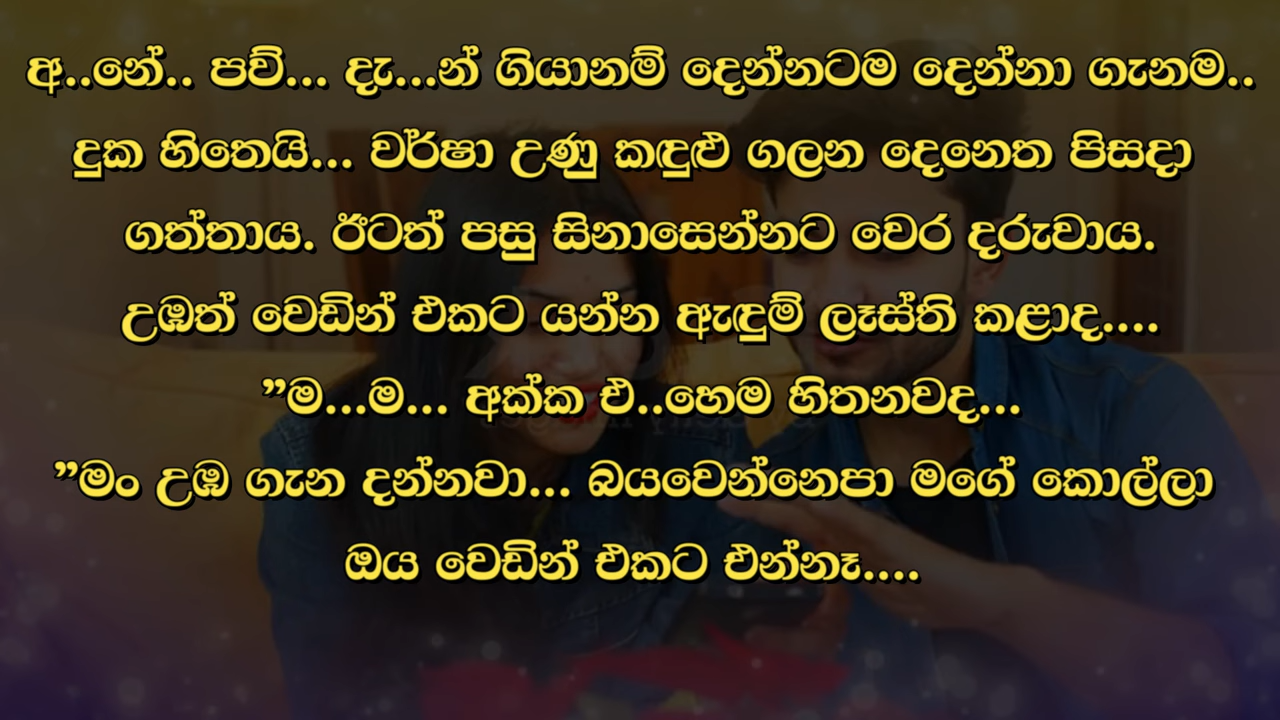 අ..නේ.. පව්... දැ...න් ගියානම් දෙන්නටම දෙන්නා ගැනම..
දුක හිතෙයි... වර්ෂා උණු කඳුළු ගලන දෙනෙත පිසදා
ගත්තාය. ඊටත් පසු සිනාසෙන්නට වෙර දරුවාය.
උඹත් වෙඩින් එකට යන්න ඇඳුම් ලෑස්ති කළාද....
”ම...ම... අක්ක එ..හෙම හිතනවද...
”මං උඹ ගැන දන්නවා... බයවෙන්නෙපා මගේ කොල්ලා
ඔය වෙඩින් එකට එන්නෑ....